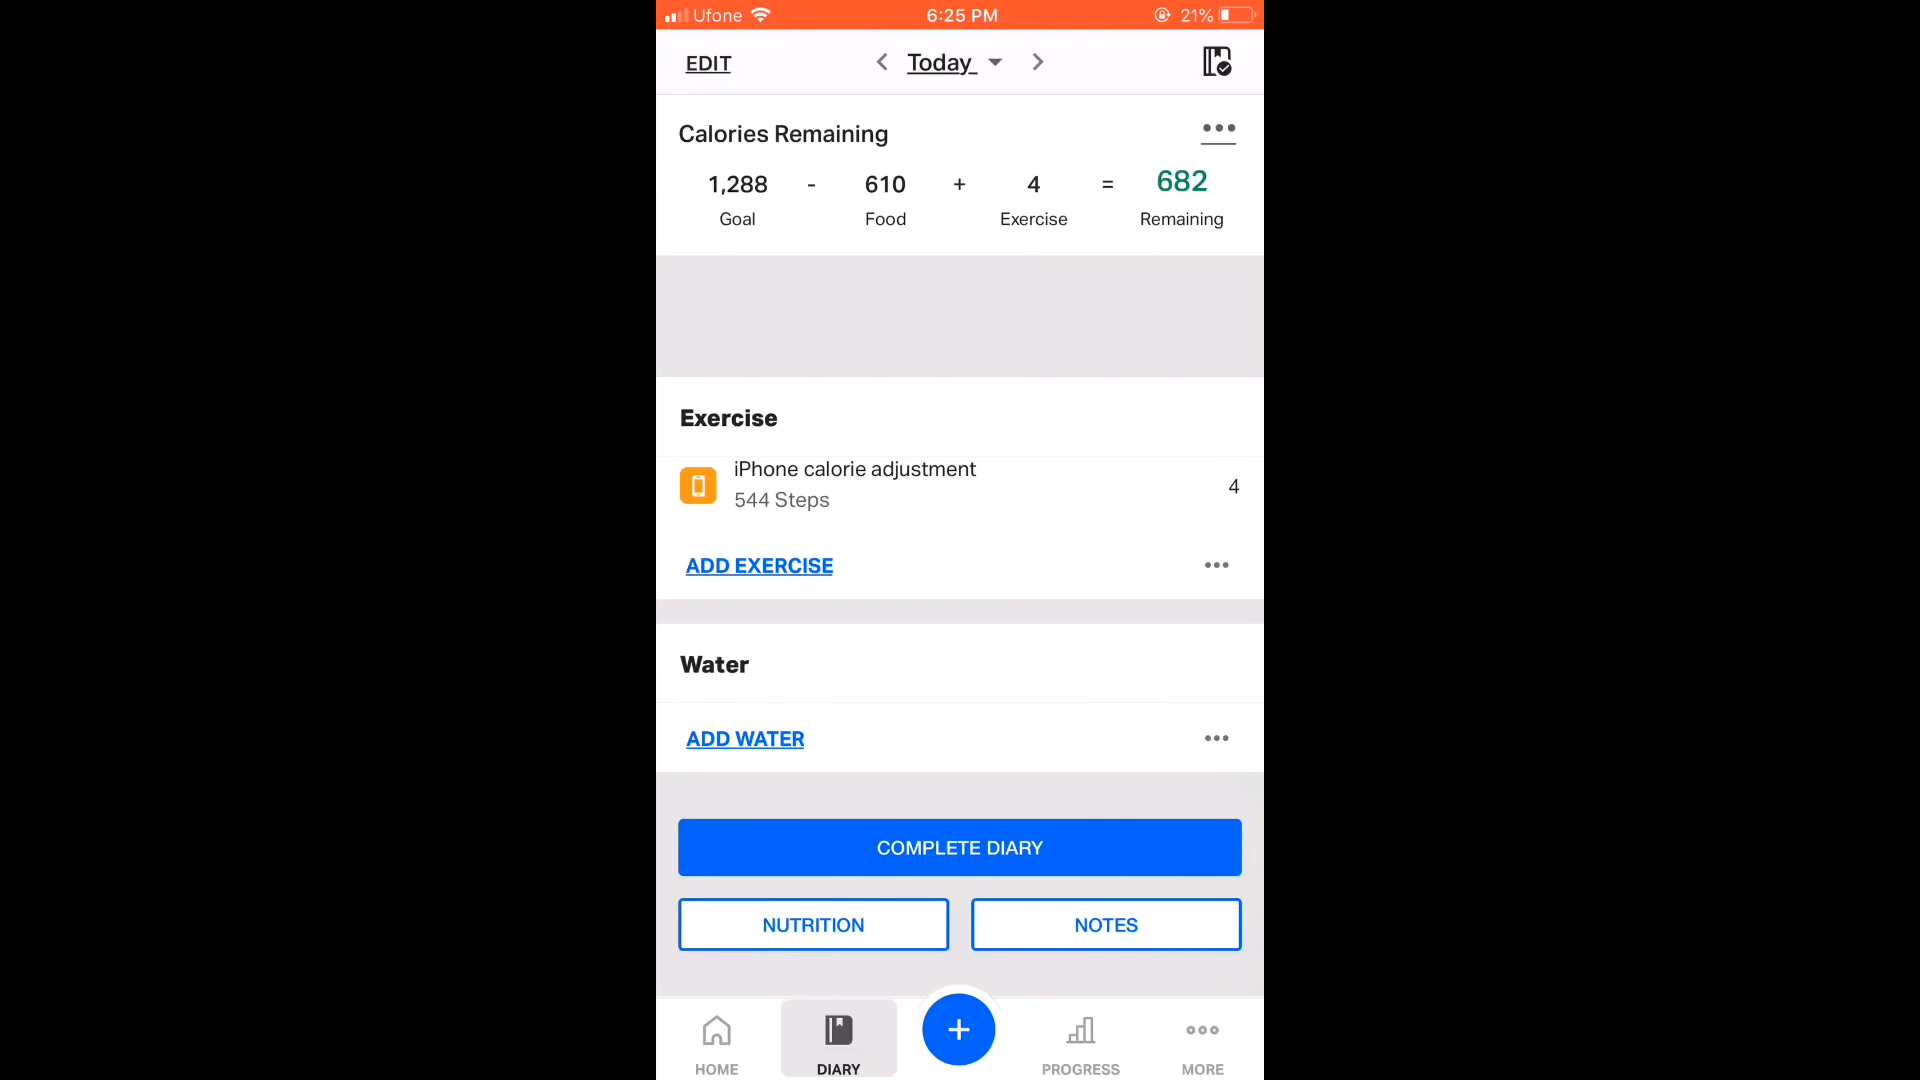 Ufone 6:25 PM 21%
EDIT Today
Calories Remaining
1,288 - 610 + 4 = 682
Goal Food Exercise Remaining
Exercise
iPhone calorie adjustment
544 Steps
4
ADD EXERCISE
Water
ADD WATER
COMPLETE DIARY
NUTRITION NOTES
HOME DIARY PROGRESS MORE